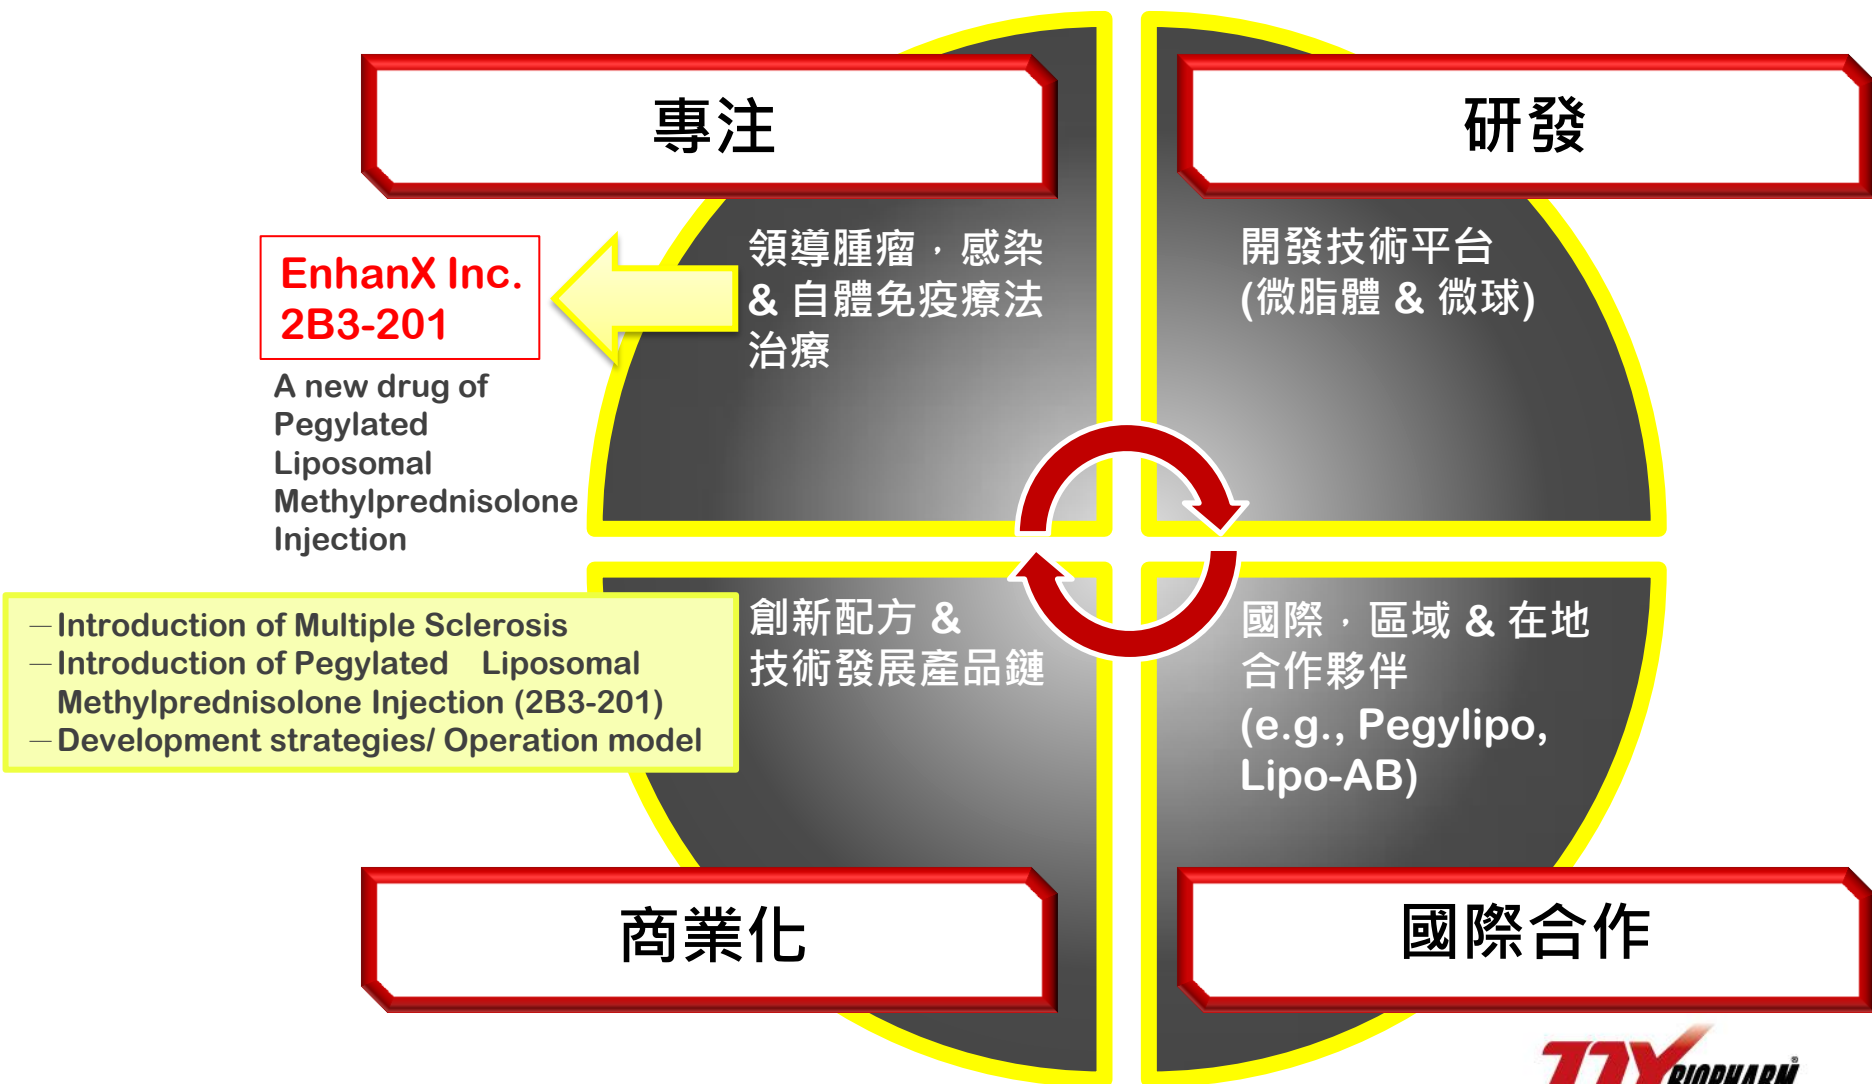 專注
研發
EnhanX Inc.
2B3-201
A new drug of
Pegylated
Liposomal
Methylprednisolone
Injection
領導腫瘤，感染
& 自體免疫療法
治療
開發技術平台
(微脂體 & 微球)
—Introduction of Multiple Sclerosis
—Introduction of Pegylated Liposomal
Methylprednisolone Injection (2B3-201)
—Development strategies/ Operation model
創新配方 &
技術發展產品鏈
國際，區域 & 在地
合作夥伴
(e.g., Pegylipo,
Lipo-AB)
商業化
國際合作
TTY BIOPHARM®